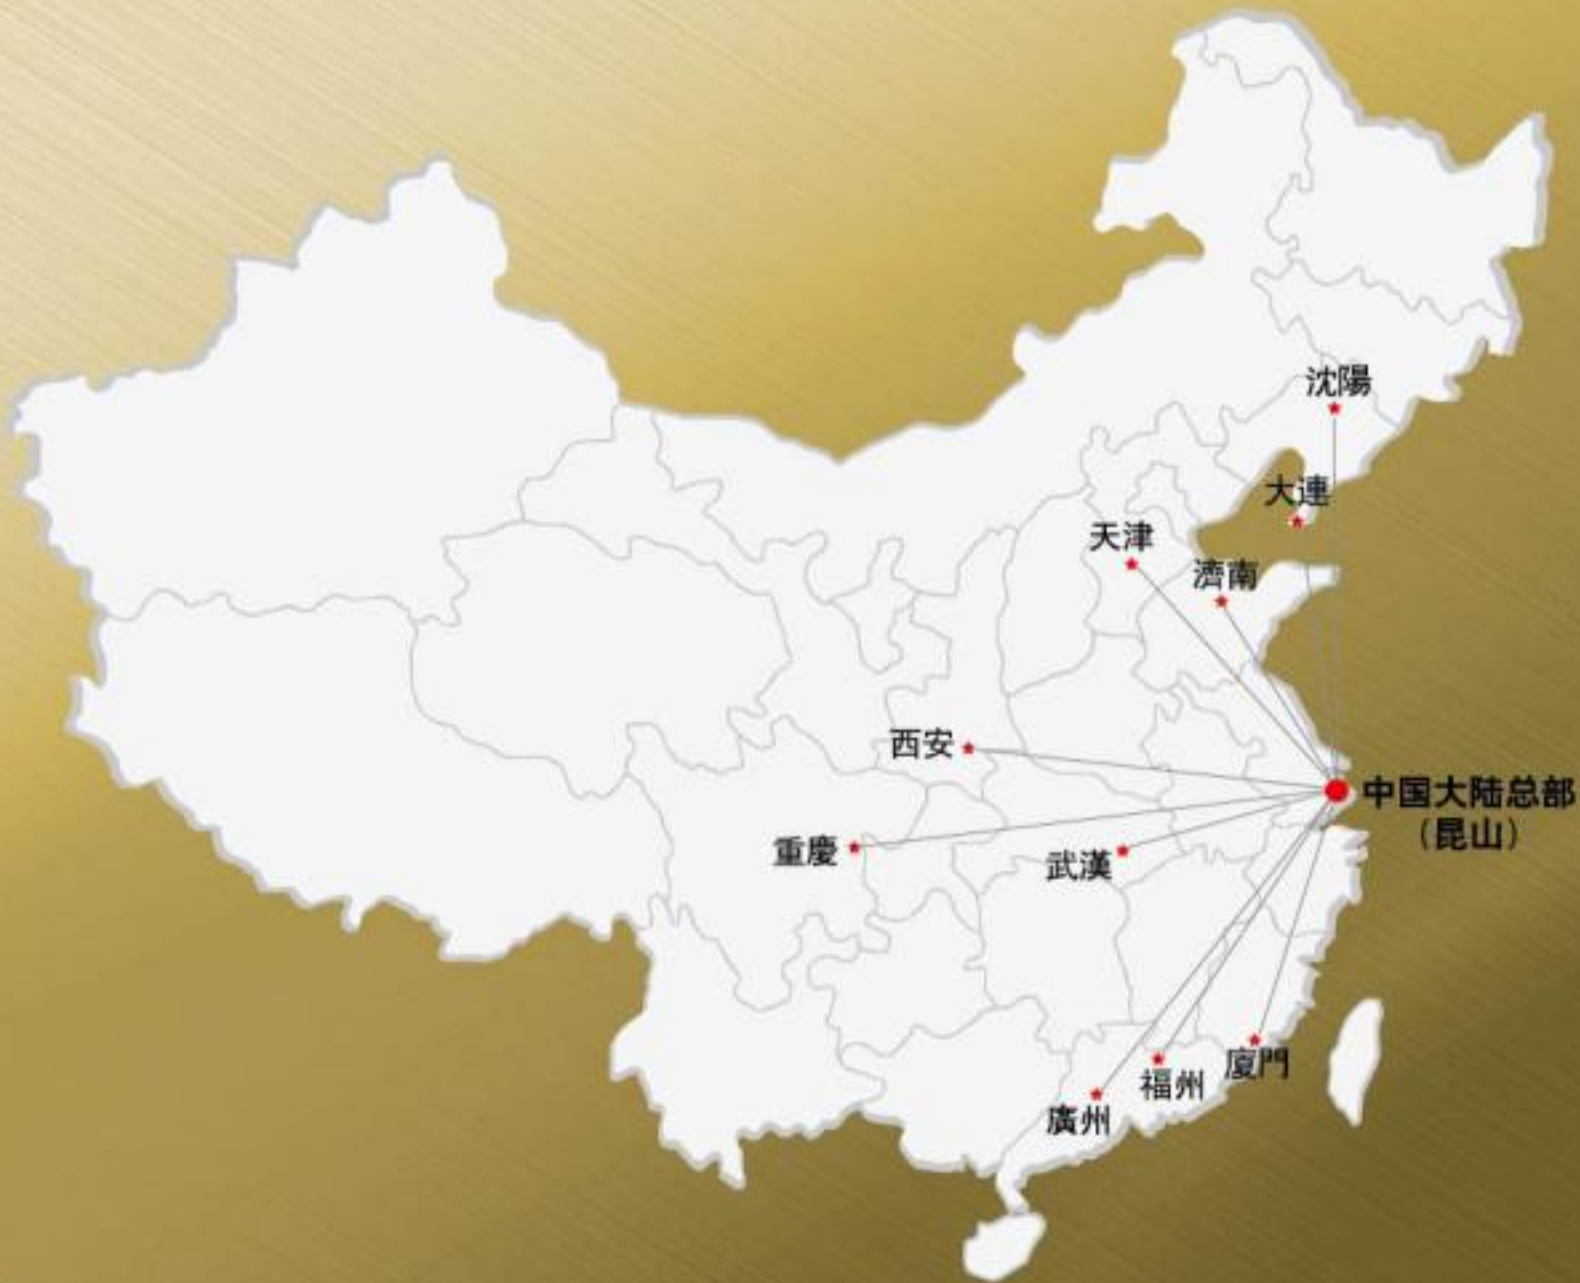 沈陽
大連
天津
濟南
西安
中国大陆总部
（昆山）
重慶
武漢
廈門
福州
廣州